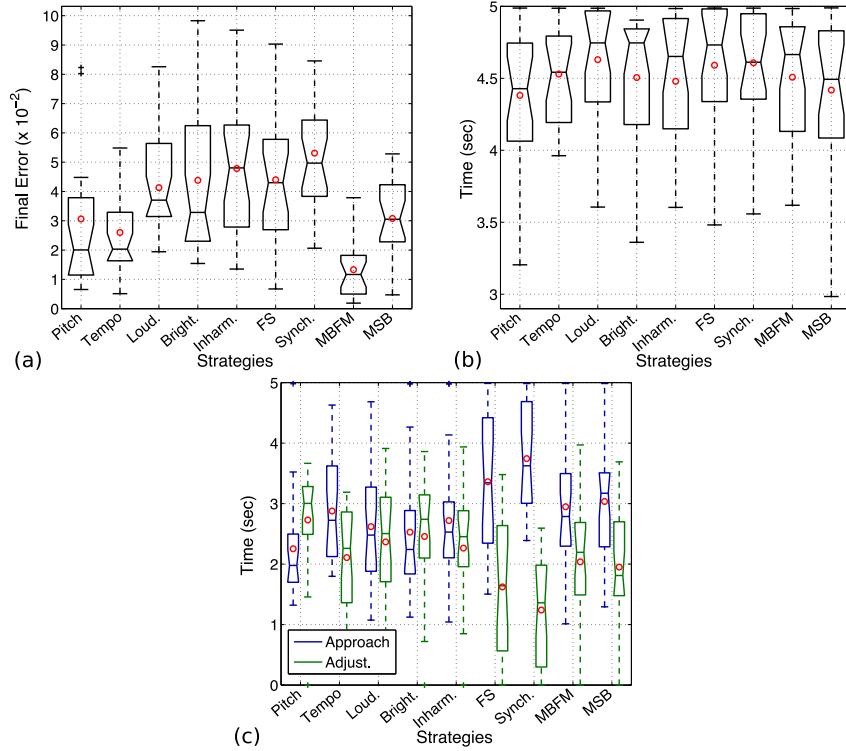 Final Error (x 10⁻²)
10
9
8
7
6
5
4
3
2
1
0
Pitch
Tempo
Loud.
Bright.
Inharm.
FS
Synch.
MBFM
MSB
Strategies
(a)
Time (sec)
5
4.5
4
3.5
3
Pitch
Tempo
Loud.
Bright.
Inharm.
FS
Synch.
MBFM
MSB
Strategies
(b)
Time (sec)
5
4
3
2
1
0
Approach
Adjust.
Pitch
Tempo
Loud.
Bright.
Inharm.
FS
Synch.
MBFM
MSB
Strategies
(c)